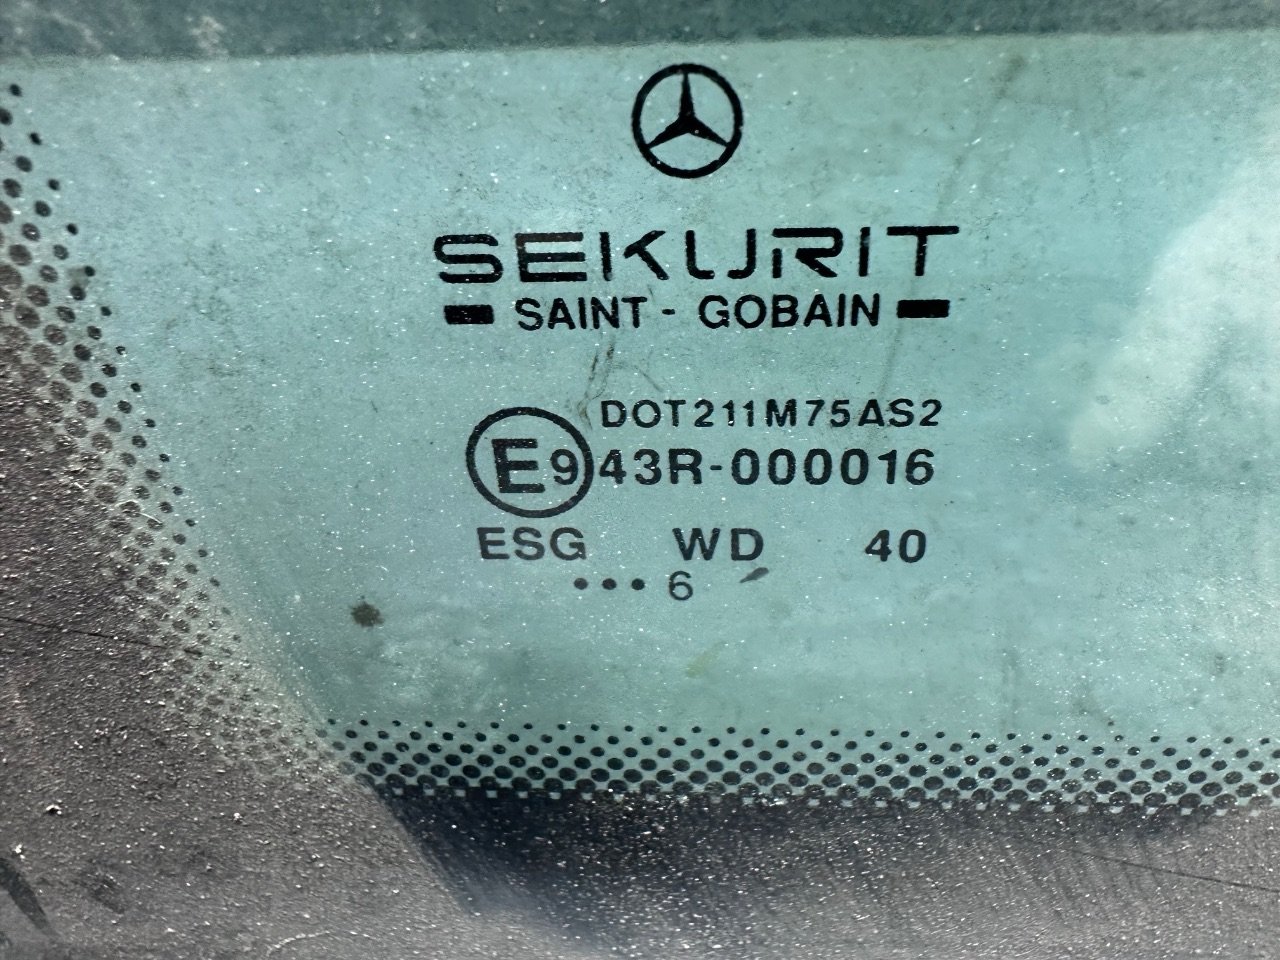 SEKURIT
SAINT - GOBAIN
DOT211M75AS2
E9 43R-000016
ESG WD 40
•••6